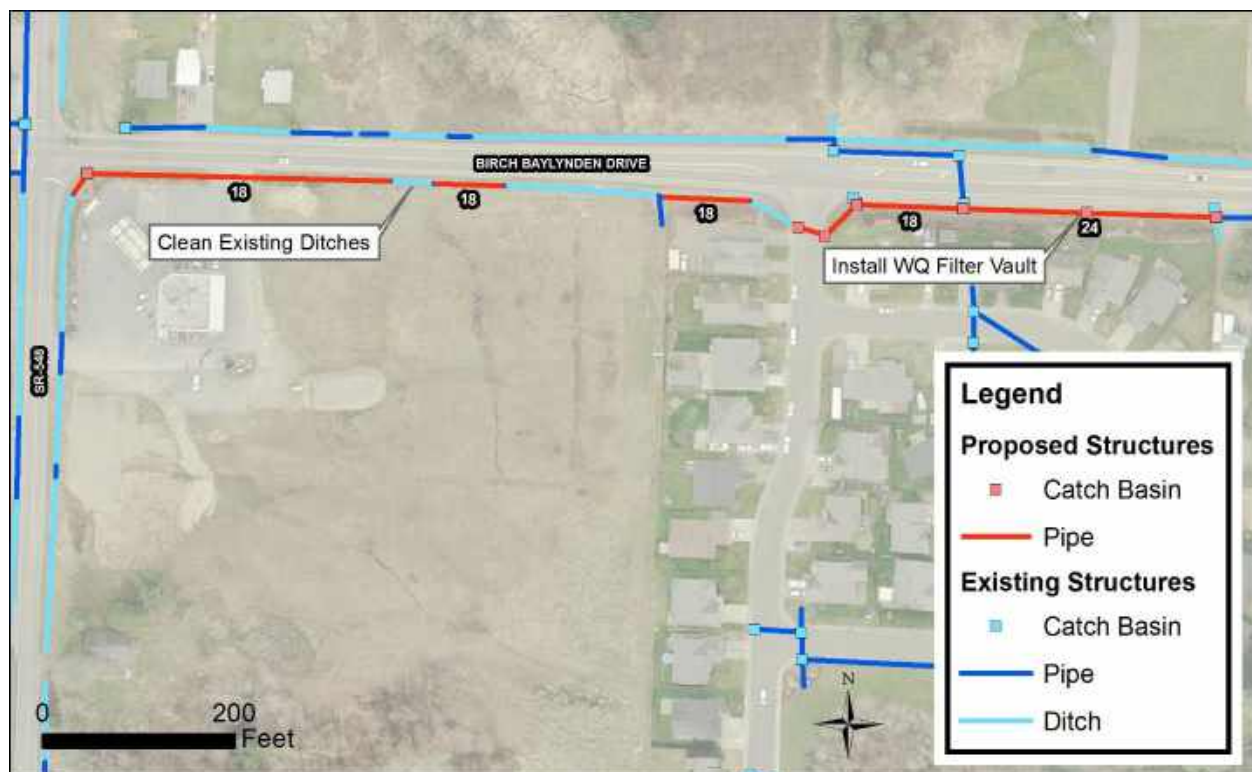 BIRCH BAYLYNDEN DRIVE
18
18
18
18
24
Clean Existing Ditches
Install WQ Filter Vault
SR-548
Legend
Proposed Structures
Catch Basin
Pipe
Existing Structures
Catch Basin
Pipe
Ditch
0 200
Feet
N